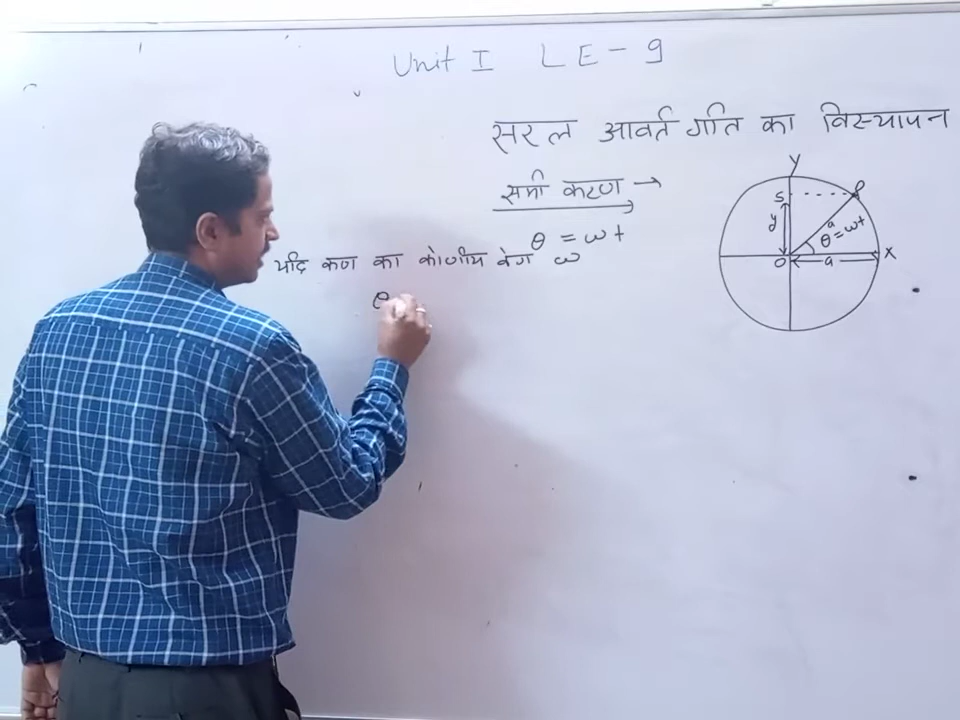 Unit I LE - 9
सरल आवर्त गति का विस्थापन
समीकरण →
θ = ωt
यदि कण का कोणीय वेग ω
θ
Y
S
P
y
a
θ = ωt
O
a
X